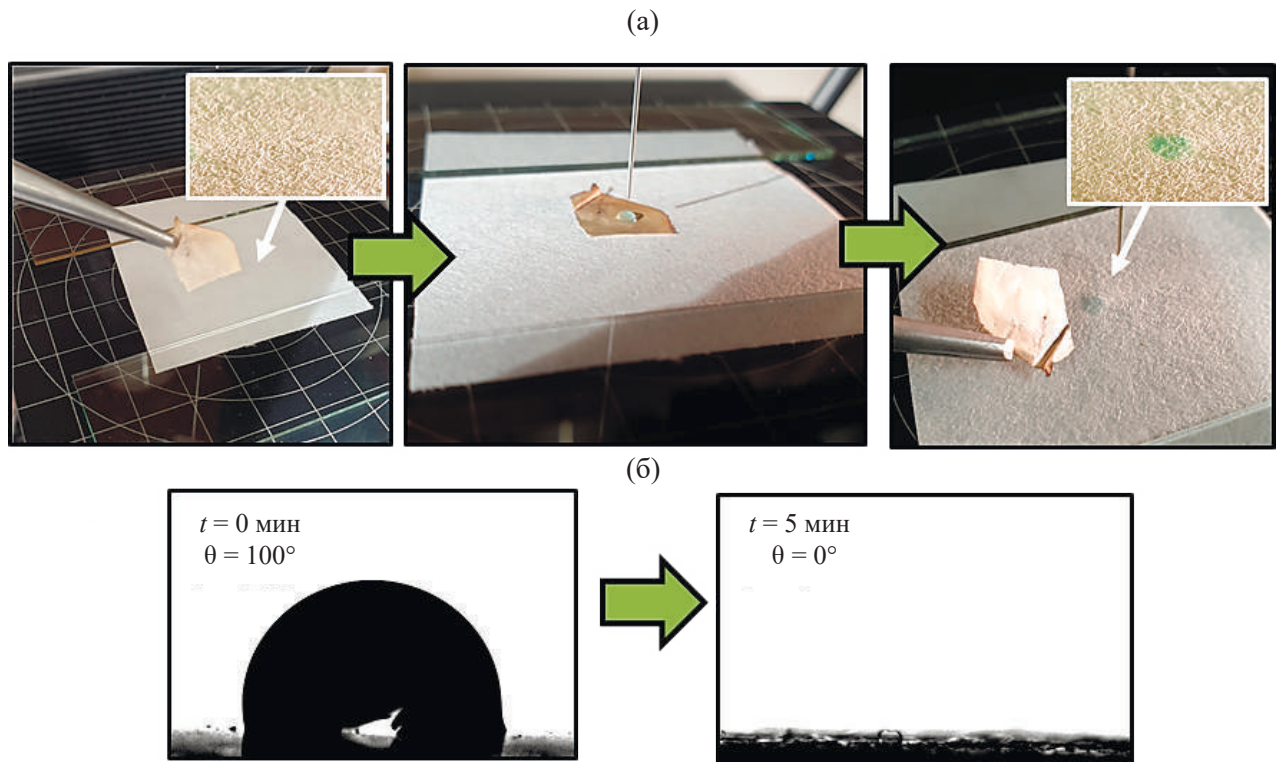 (а)
(б)
t = 0 мин
θ = 100°
t = 5 мин
θ = 0°